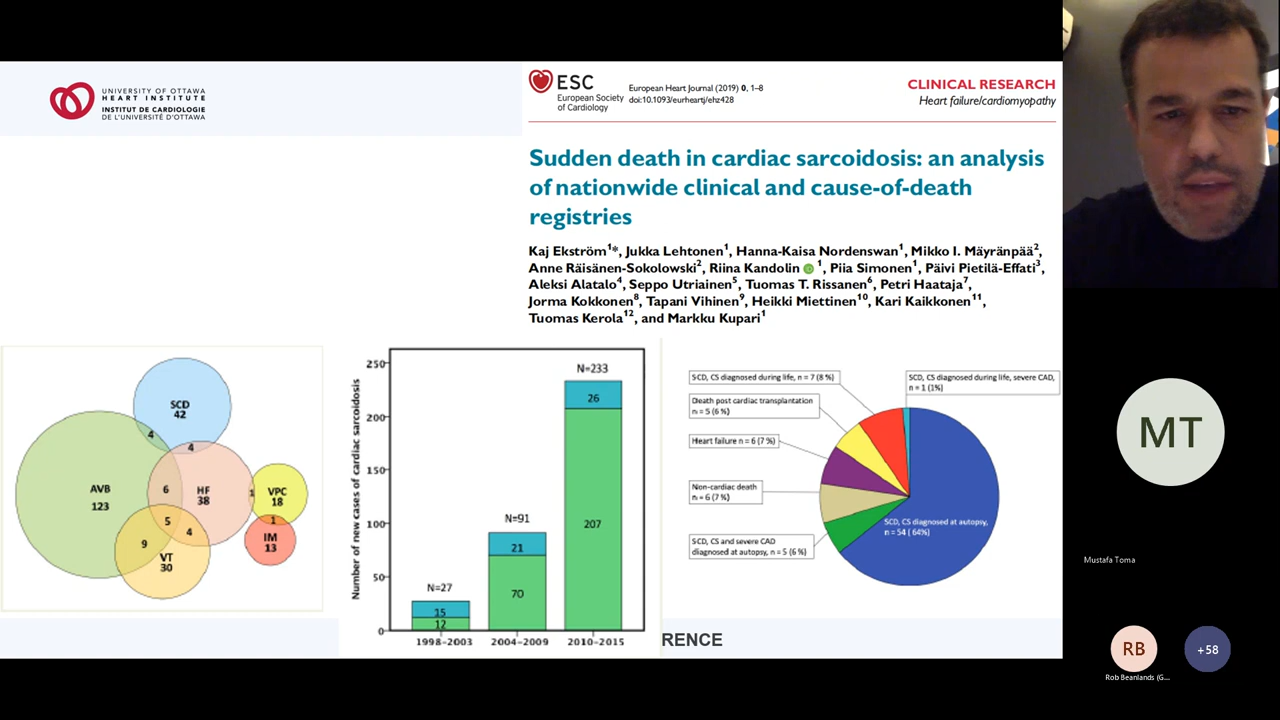 UNIVERSITY OF OTTAWA
HEART INSTITUTE
INSTITUT DE CARDIOLOGIE
DE L'UNIVERSITÉ D'OTTAWA
ESC
European Society
of Cardiology
European Heart Journal (2019) 0, 1–8
doi:10.1093/eurheartj/ehz428
CLINICAL RESEARCH
Heart failure/cardiomyopathy
Sudden death in cardiac sarcoidosis: an analysis
of nationwide clinical and cause-of-death
registries
Kaj Ekström1*, Jukka Lehtonen1, Hanna-Kaisa Nordenswan1, Mikko I. Mäyränpää2,
Anne Räisänen-Sokolowski2, Riina Kandolin 1, Piia Simonen1, Päivi Pietilä-Effati3,
Aleksi Alatalo4, Seppo Utriainen5, Tuomas T. Rissanen6, Petri Haataja7,
Jorma Kokkonen8, Tapani Vihinen9, Heikki Miettinen10, Kari Kaikkonen11,
Tuomas Kerola12, and Markku Kupari1
SCD
42
4
4
AVB
123
6
HF
38
1
VPC
18
5
4
1
IM
13
9
VT
30
Number of new cases of cardiac sarcoidosis
250
200
150
100
50
0
N=27
15
12
N=91
21
70
N=233
26
207
1998–2003
2004–2009
2010–2015
SCD, CS diagnosed during life, n = 7 (8 %)
SCD, CS diagnosed during life, severe CAD,
n = 1 (1%)
Death post cardiac transplantation
n = 5 (6 %)
Heart failure n = 6 (7 %)
Non-cardiac death
n = 6 (7 %)
SCD, CS and severe CAD
diagnosed at autopsy, n = 5 (6 %)
SCD, CS diagnosed at autopsy,
n = 54 ( 64%)
RENCE
MT
Mustafa Toma
RB
+58
Rob Beanlands (G...